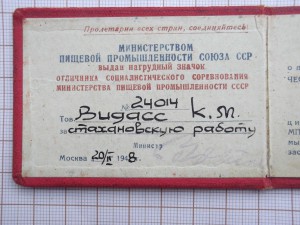 Пролетарии всех стран, соединяйтесь!
МИНИСТЕРСТВОМ
ПИЩЕВОЙ ПРОМЫШЛЕННОСТИ СОЮЗА ССР
выдан нагрудный значок
ОТЛИЧНИКА СОЦИАЛИСТИЧЕСКОГО СОРЕВНОВАНИЯ
МИНИСТЕРСТВА ПИЩЕВОЙ ПРОМЫШЛЕННОСТИ СССР
№ 24014
Тов. Видасс К. М.
за стахановскую работу
Министр
Москва 20/IV 1948 г.